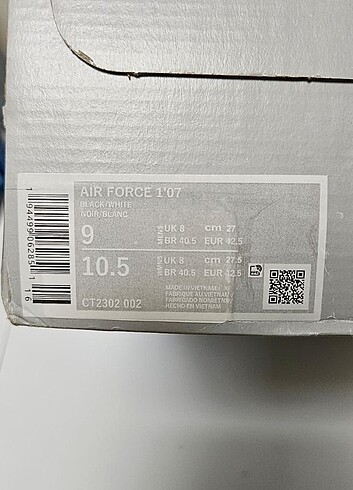 AIR FORCE 1'07
BLACK/WHITE
NOIR/BLANC
9 UK 8 cm 27
BR 40.5 EUR 42.5
10.5 UK 8 cm 27.5
BR 40.5 EUR 42.5
MADE IN VIETNAM
FABRIQUE AU VIETNAM
FABRICADO NO VIETNAM
HECHO EN VIETNAM
CT2302 002